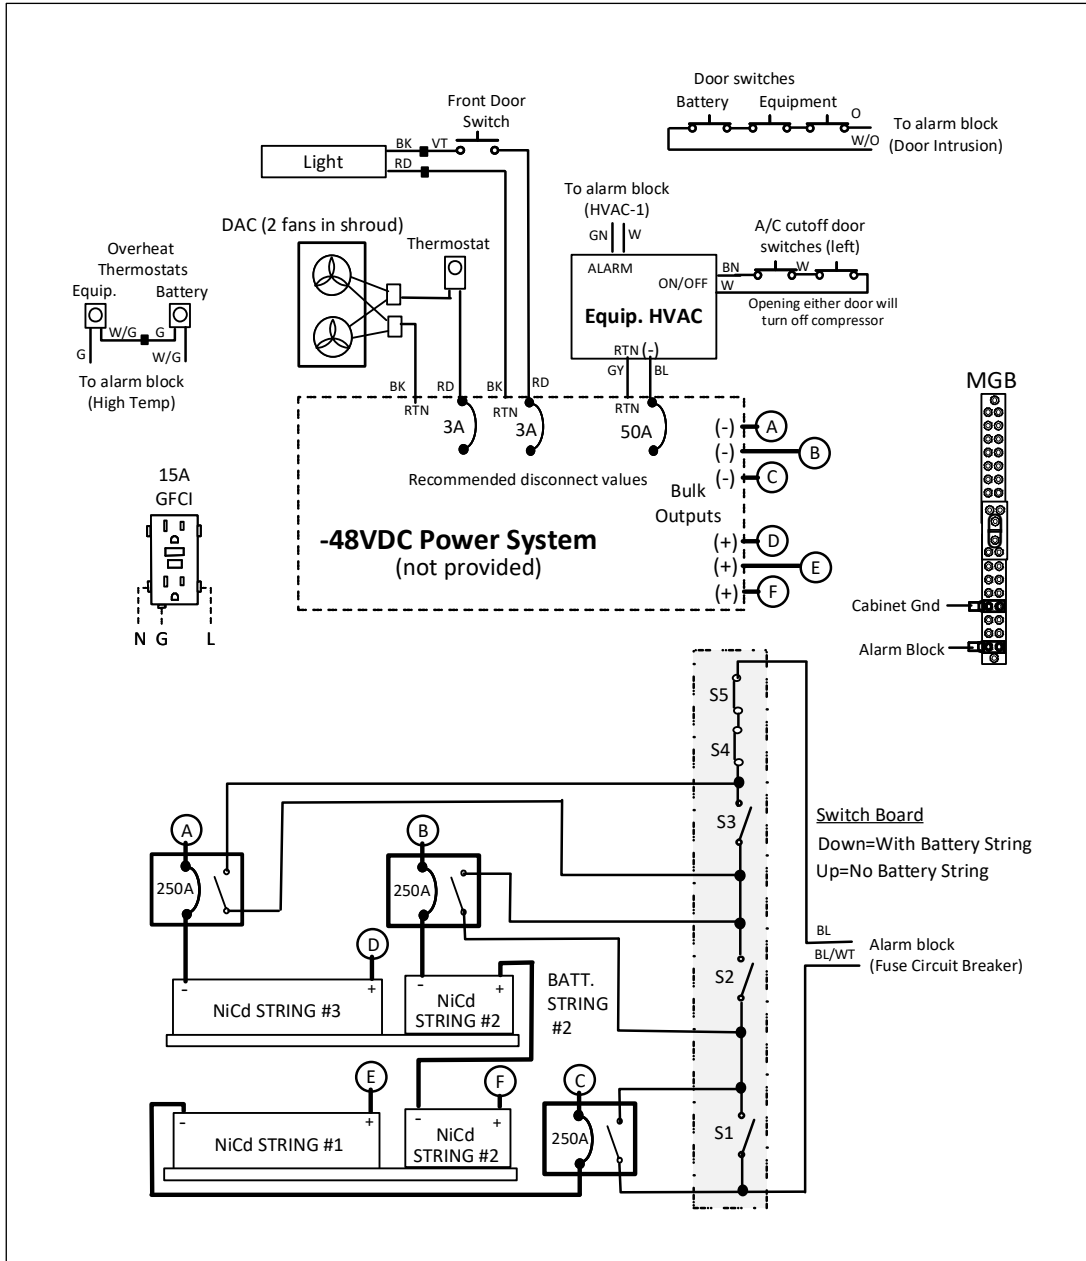 Door switches
Battery Equipment
O
W/O
To alarm block
(Door Intrusion)
Front Door
Switch
BK VT
RD
Light
To alarm block
(HVAC-1)
GN W
A/C cutoff door
switches (left)
DAC (2 fans in shroud)
Thermostat
ALARM
ON/OFF
BN W
W
Opening either door will
turn off compressor
Equip. HVAC
RTN (-)
GY BL
Overheat
Thermostats
Equip. Battery
W/G G
G W/G
To alarm block
(High Temp)
BK RD BK RD
RTN RTN RTN
3A 3A 50A
Recommended disconnect values
(-) A
(-) B
(-) C
Bulk
Outputs
(+) D
(+) E
(+) F
-48VDC Power System
(not provided)
MGB
Cabinet Gnd
Alarm Block
15A
GFCI
N G L
S5
S4
S3
S2
S1
Switch Board
Down=With Battery String
Up=No Battery String
BL
BL/WT
Alarm block
(Fuse Circuit Breaker)
A
250A
B
250A
D
- +
NiCd STRING #3
- +
NiCd
STRING #2
BATT.
STRING
#2
E
F
C
250A
- +
NiCd STRING #1
- +
NiCd
STRING #2